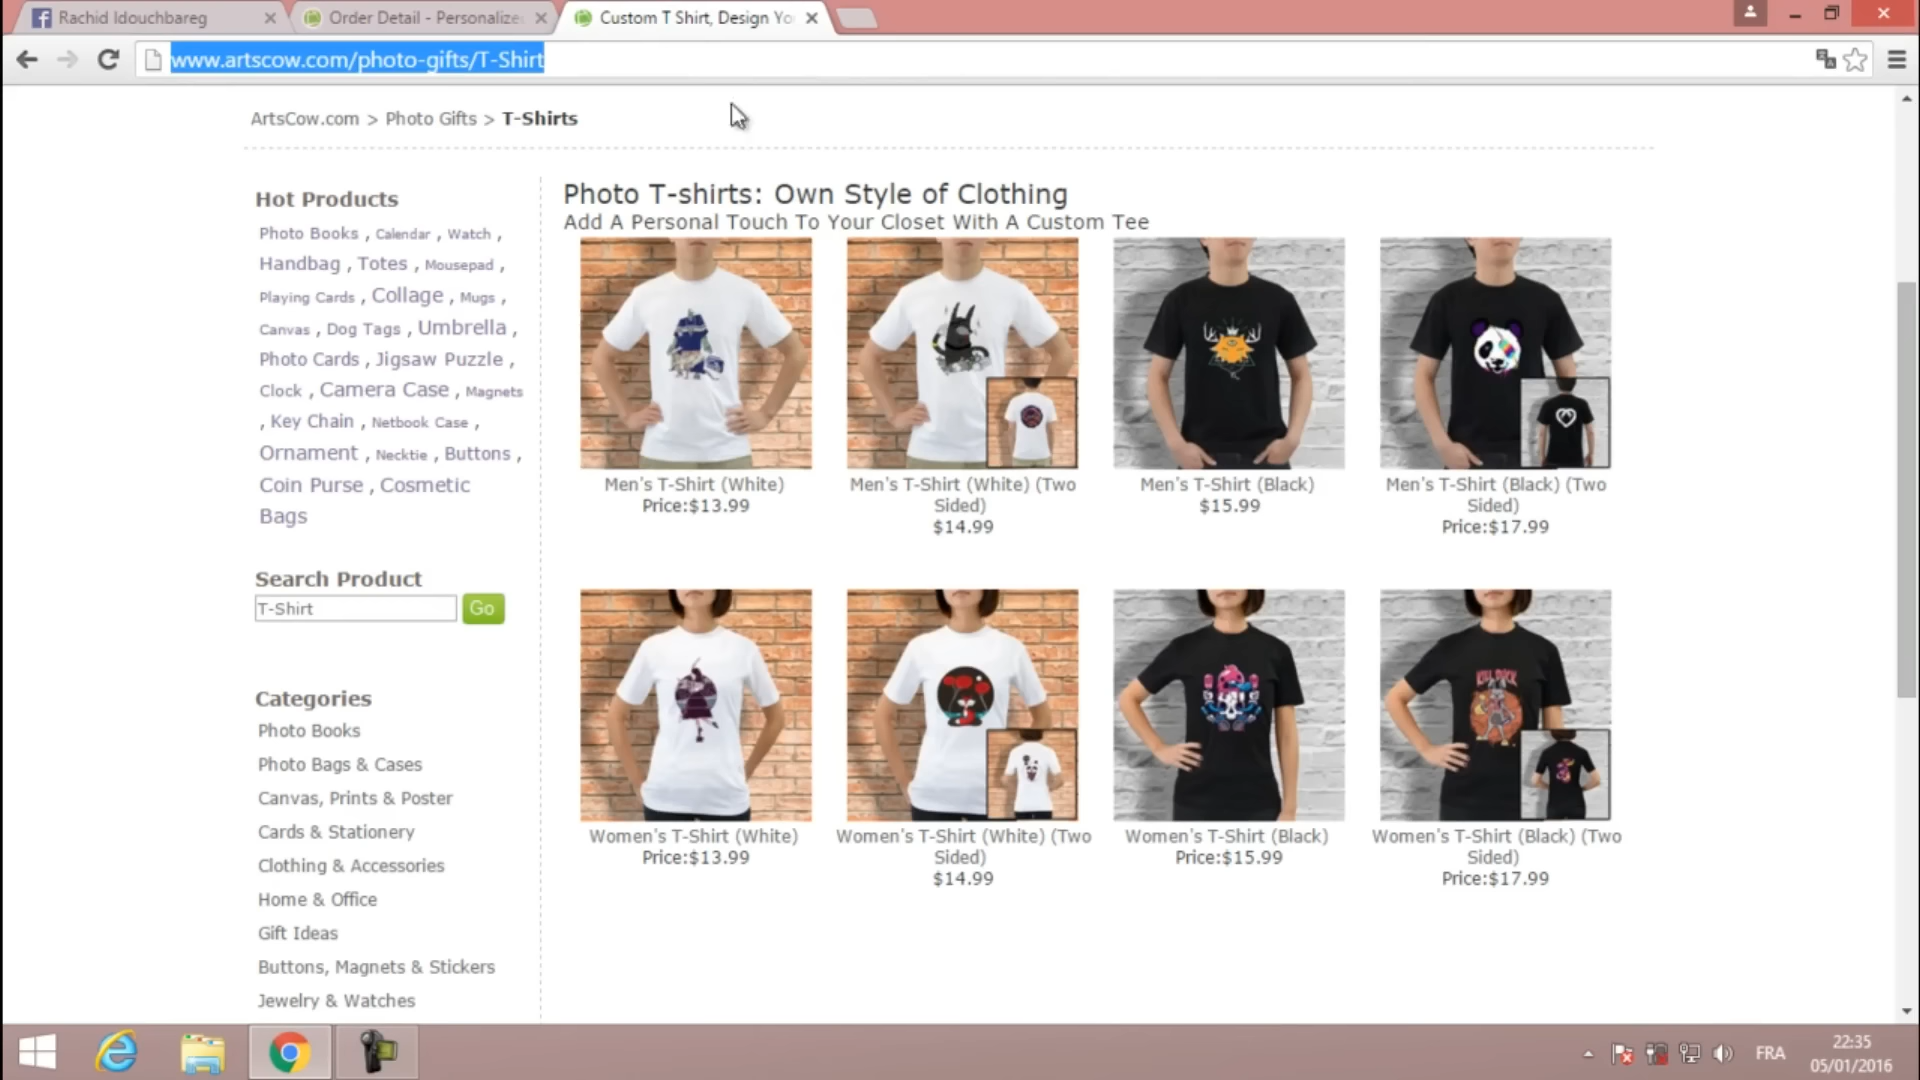 Rachid Idouchbareg
Order Detail - Personalize
Custom T Shirt, Design Yo
www.artscow.com/photo-gifts/T-Shirt
ArtsCow.com > Photo Gifts > T-Shirts
Hot Products
Photo Books , Calendar , Watch ,
Handbag , Totes , Mousepad ,
Playing Cards , Collage , Mugs ,
Canvas , Dog Tags , Umbrella ,
Photo Cards , Jigsaw Puzzle ,
Clock , Camera Case , Magnets
, Key Chain , Netbook Case ,
Ornament , Necktie , Buttons ,
Coin Purse , Cosmetic
Bags
Search Product
T-Shirt
Go
Categories
Photo Books
Photo Bags & Cases
Canvas, Prints & Poster
Cards & Stationery
Clothing & Accessories
Home & Office
Gift Ideas
Buttons, Magnets & Stickers
Jewelry & Watches
Photo T-shirts: Own Style of Clothing
Add A Personal Touch To Your Closet With A Custom Tee
Men's T-Shirt (White)
Price:$13.99
Men's T-Shirt (White) (Two
Sided)
$14.99
Men's T-Shirt (Black)
$15.99
Men's T-Shirt (Black) (Two
Sided)
Price:$17.99
KILL DUCK
Women's T-Shirt (White)
Price:$13.99
Women's T-Shirt (White) (Two
Sided)
$14.99
Women's T-Shirt (Black)
Price:$15.99
Women's T-Shirt (Black) (Two
Sided)
Price:$17.99
FRA
22:35
05/01/2016